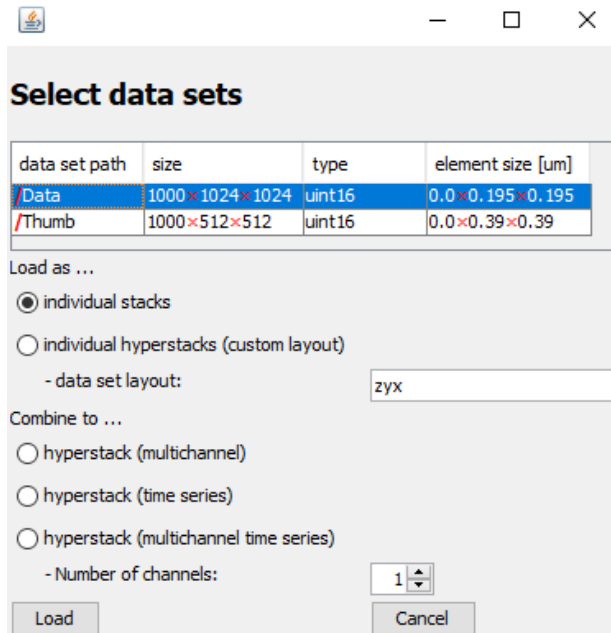 Select data sets
data set path size type element size [um]
/Data 1000×1024×1024 uint16 0.0×0.195×0.195
/Thumb 1000×512×512 uint16 0.0×0.39×0.39
Load as ...
individual stacks
individual hyperstacks (custom layout)
- data set layout: zyx
Combine to ...
hyperstack (multichannel)
hyperstack (time series)
hyperstack (multichannel time series)
- Number of channels: 1
Load Cancel